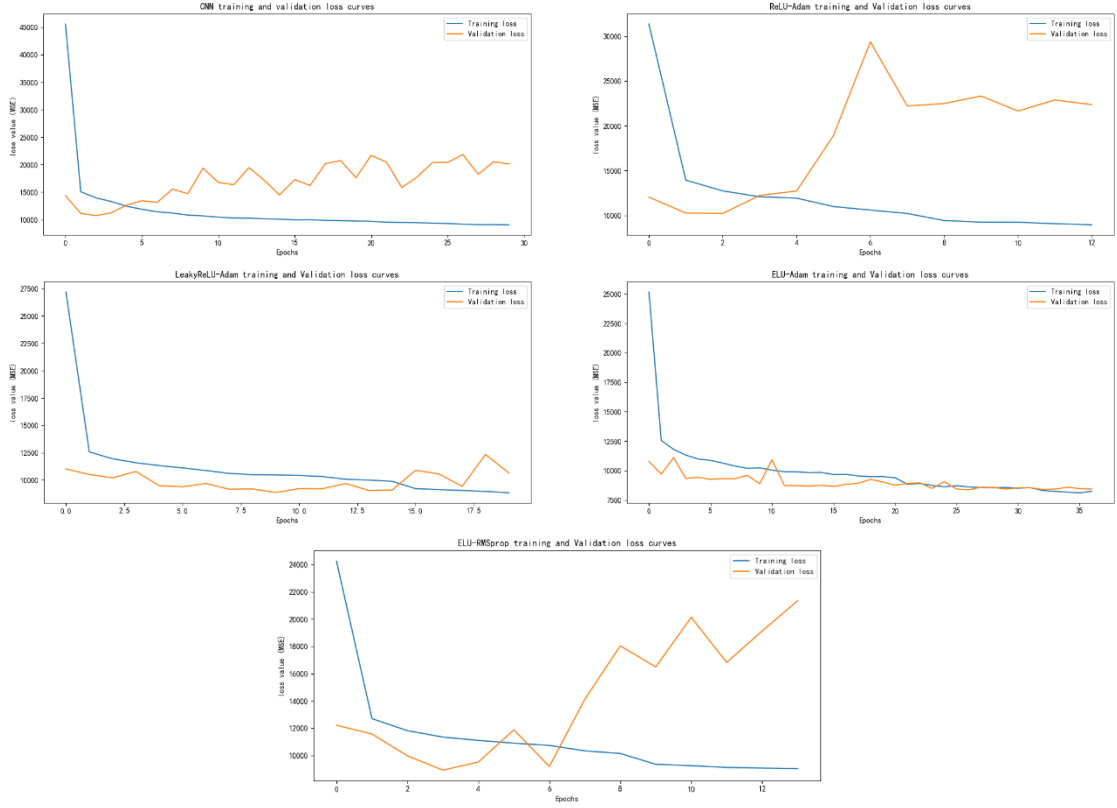 CNN training and validation loss curves
Training loss
Validation loss
45000
40000
35000
30000
25000
20000
15000
10000
loss value (MSE)
0 5 10 15 20 25 30
Epochs
ReLU-Adam training and Validation loss curves
Training loss
Validation loss
30000
25000
20000
15000
10000
loss value (MSE)
0 2 4 6 8 10 12
Epochs
LeakyReLU-Adam training and Validation loss curves
Training loss
Validation loss
27500
25000
22500
20000
17500
15000
12500
10000
loss value (MSE)
0.0 2.5 5.0 7.5 10.0 12.5 15.0 17.5
Epochs
ELU-Adam training and Validation loss curves
Training loss
Validation loss
25000
22500
20000
17500
15000
12500
10000
7500
loss value (MSE)
0 5 10 15 20 25 30 35
Epochs
ELU-RMSprop training and Validation loss curves
Training loss
Validation loss
24000
22000
20000
18000
16000
14000
12000
10000
loss value (MSE)
0 2 4 6 8 10 12
Epochs